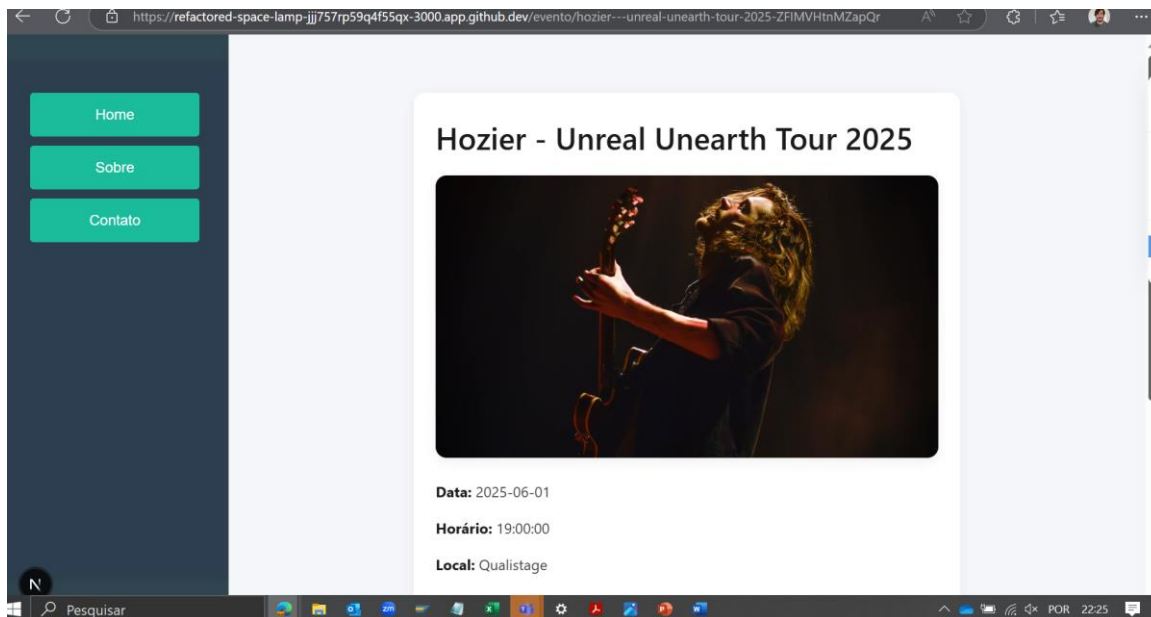 https://refactored-space-lamp-jjj757rp59q4f55qx-3000.app.github.dev/evento/hozier---unreal-unearth-tour-2025-ZFIMVHtnMZapQr
Home
Sobre
Contato
Hozier - Unreal Unearth Tour 2025
Data: 2025-06-01
Horário: 19:00:00
Local: Qualistage
N
Pesquisar
zm
POR 22:25